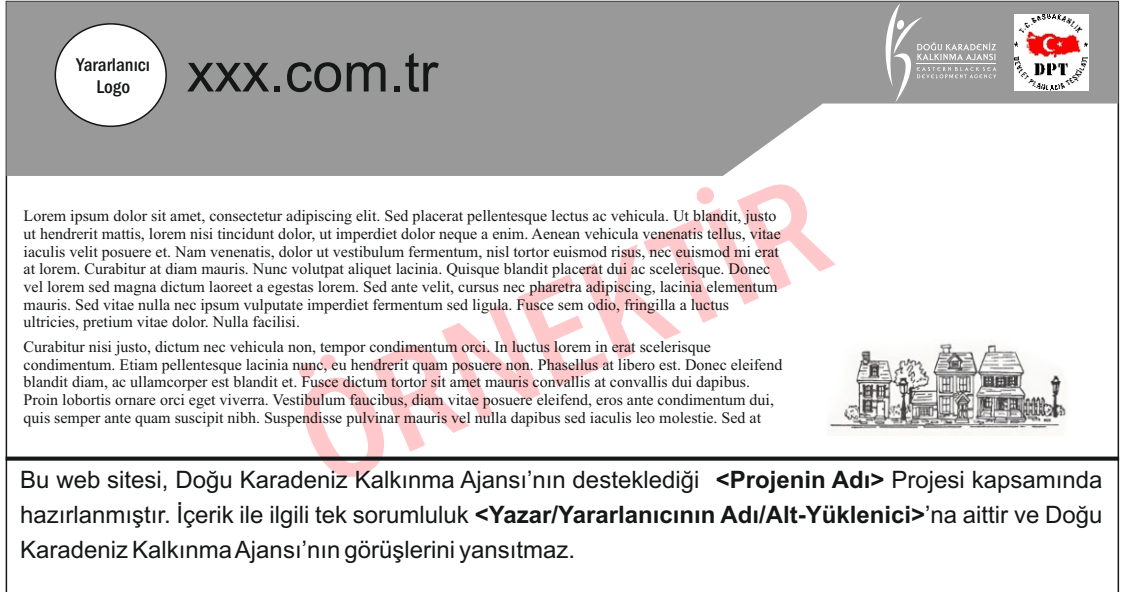 Yararlanıcı
Logo
xxx.com.tr
DOĞU KARADENİZ
KALKINMA AJANSI
EASTERN BLACK SEA
DEVELOPMENT AGENCY
T.C. BAŞBAKANLIK
DPT
DEVLET PLANLAMA TEŞKİLATI
Lorem ipsum dolor sit amet, consectetur adipiscing elit. Sed placerat pellentesque lectus ac vehicula. Ut blandit, justo
ut hendrerit mattis, lorem nisi tincidunt dolor, ut imperdiet dolor neque a enim. Aenean vehicula venenatis tellus, vitae
iaculis velit posuere et. Nam venenatis, dolor ut vestibulum fermentum, nisl tortor euismod risus, nec euismod mi erat
at lorem. Curabitur at diam mauris. Nunc volutpat aliquet lacinia. Quisque blandit placerat dui ac scelerisque. Donec
vel lorem sed magna dictum laoreet a egestas lorem. Sed ante velit, cursus nec pharetra adipiscing, lacinia elementum
mauris. Sed vitae nulla nec ipsum vulputate imperdiet fermentum sed ligula. Fusce sem odio, fringilla a luctus
ultricies, pretium vitae dolor. Nulla facilisi.
Curabitur nisi justo, dictum nec vehicula non, tempor condimentum orci. In luctus lorem in erat scelerisque
condimentum. Etiam pellentesque lacinia nunc, eu hendrerit quam posuere non. Phasellus at libero est. Donec eleifend
blandit diam, ac ullamcorper est blandit et. Fusce dictum tortor sit amet mauris convallis at convallis dui dapibus.
Proin lobortis ornare orci eget viverra. Vestibulum faucibus, diam vitae posuere eleifend, eros ante condimentum dui,
quis semper ante quam suscipit nibh. Suspendisse pulvinar mauris vel nulla dapibus sed iaculis leo molestie. Sed at
ÖRNEKTİR
Bu web sitesi, Doğu Karadeniz Kalkınma Ajansı’nın desteklediği <Projenin Adı> Projesi kapsamında
hazırlanmıştır. İçerik ile ilgili tek sorumluluk <Yazar/Yararlanıcının Adı/Alt-Yüklenici>’na aittir ve Doğu
Karadeniz Kalkınma Ajansı’nın görüşlerini yansıtmaz.